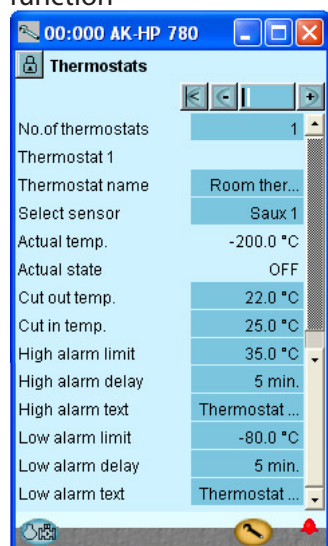 function
00:000 AK-HP 780
Thermostats
No.of thermostats 1
Thermostat 1
Thermostat name Room ther...
Select sensor Saux 1
Actual temp. -200.0 °C
Actual state OFF
Cut out temp. 22.0 °C
Cut in temp. 25.0 °C
High alarm limit 35.0 °C
High alarm delay 5 min.
High alarm text Thermostat ...
Low alarm limit -80.0 °C
Low alarm delay 5 min.
Low alarm text Thermostat ...